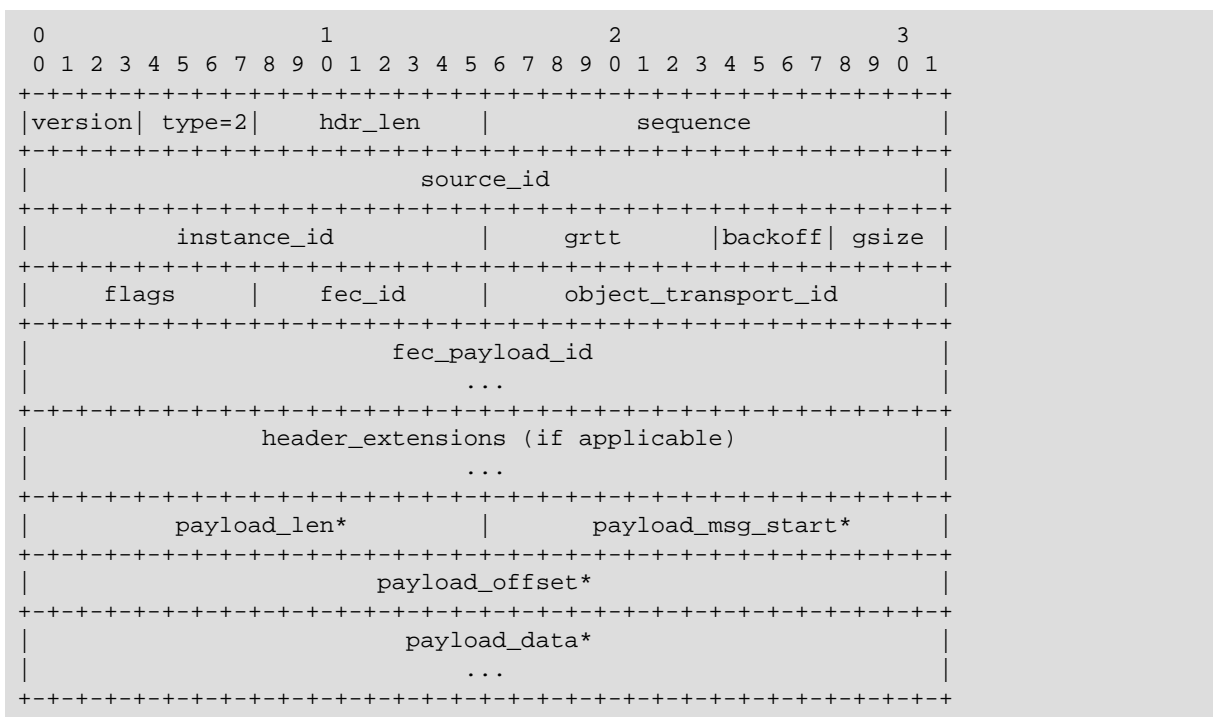 0                   1                   2                   3
 0 1 2 3 4 5 6 7 8 9 0 1 2 3 4 5 6 7 8 9 0 1 2 3 4 5 6 7 8 9 0 1
+-+-+-+-+-+-+-+-+-+-+-+-+-+-+-+-+-+-+-+-+-+-+-+-+-+-+-+-+-+-+-+-+
|version| type=2|    hdr_len    |          sequence             |
+-+-+-+-+-+-+-+-+-+-+-+-+-+-+-+-+-+-+-+-+-+-+-+-+-+-+-+-+-+-+-+-+
|                           source_id                           |
+-+-+-+-+-+-+-+-+-+-+-+-+-+-+-+-+-+-+-+-+-+-+-+-+-+-+-+-+-+-+-+-+
|          instance_id          |     grtt      |backoff| gsize |
+-+-+-+-+-+-+-+-+-+-+-+-+-+-+-+-+-+-+-+-+-+-+-+-+-+-+-+-+-+-+-+-+
|     flags     |    fec_id     |     object_transport_id       |
+-+-+-+-+-+-+-+-+-+-+-+-+-+-+-+-+-+-+-+-+-+-+-+-+-+-+-+-+-+-+-+-+
|                         fec_payload_id                        |
|                              ...                              |
+-+-+-+-+-+-+-+-+-+-+-+-+-+-+-+-+-+-+-+-+-+-+-+-+-+-+-+-+-+-+-+-+
|                header_extensions (if applicable)              |
|                              ...                              |
+-+-+-+-+-+-+-+-+-+-+-+-+-+-+-+-+-+-+-+-+-+-+-+-+-+-+-+-+-+-+-+-+
|          payload_len*         |       payload_msg_start*      |
+-+-+-+-+-+-+-+-+-+-+-+-+-+-+-+-+-+-+-+-+-+-+-+-+-+-+-+-+-+-+-+-+
|                        payload_offset*                        |
+-+-+-+-+-+-+-+-+-+-+-+-+-+-+-+-+-+-+-+-+-+-+-+-+-+-+-+-+-+-+-+-+
|                          payload_data*                        |
|                              ...                              |
+-+-+-+-+-+-+-+-+-+-+-+-+-+-+-+-+-+-+-+-+-+-+-+-+-+-+-+-+-+-+-+-+